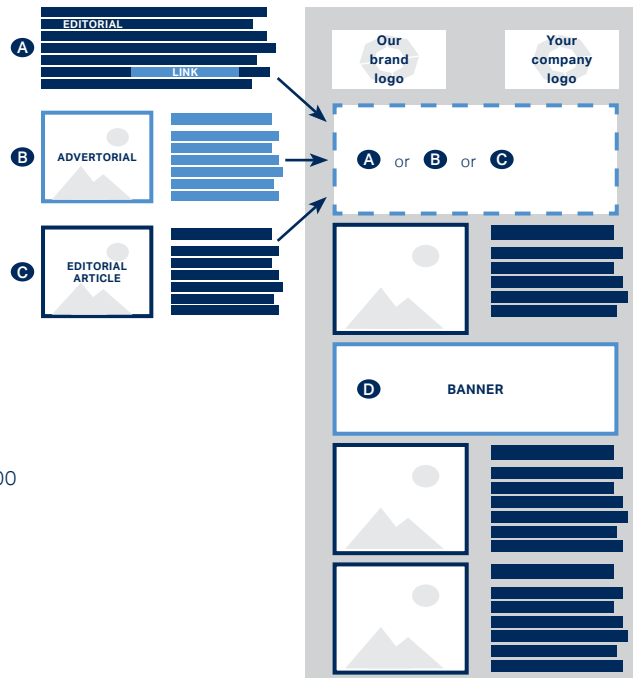 A
EDITORIAL
LINK
B
ADVERTORIAL
C
EDITORIAL
ARTICLE
00
Our
brand
logo
Your
company
logo
A or B or C
D BANNER